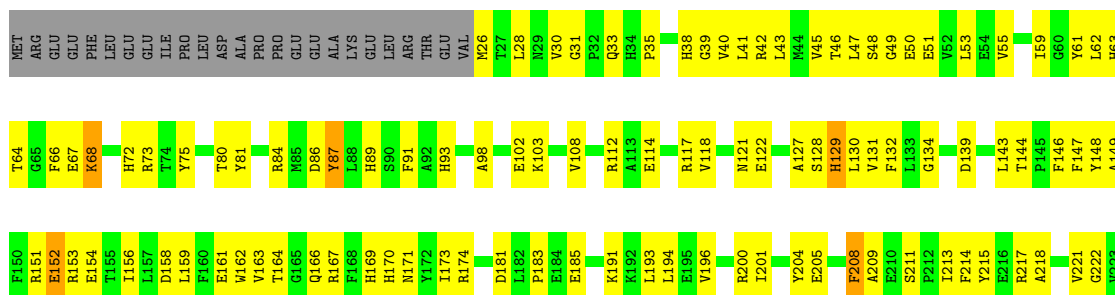 MET ARG GLU GLU PHE LEU GLU GLU ILE PRO LEU ASP ALA PRO PRO GLU GLU ALA LYS GLU LEU ARG THR GLU VAL M26 T27 L28 N29 V30 G31 P32 Q33 H34 P35 H38 G39 V40 L41 R42 L43 M44 V45 T46 L47 S48 G49 E50 E51 V52 L53 E54 V55 I59 G60 Y61 L62 H63
T64 G65 F66 E67 K68 H72 R73 T74 Y75 T80 Y81 R84 M85 D86 Y87 L88 H89 S90 F91 A92 H93 A98 E102 K103 V108 R112 A113 E114 R117 V118 N121 E122 A127 S128 H129 L130 V131 F132 L133 G134 D139 L143 T144 P145 F146 F147 Y148 A149
F150 R151 E152 R153 E154 T155 I156 L157 D158 L159 F160 E161 W162 V163 T164 G165 Q166 R167 F168 H169 H170 N171 Y172 I173 R174 D181 L182 P183 E184 E185 K191 K192 L193 L194 E195 V196 R200 I201 Y204 E205 F208 A209 E210 S211 P212 I213 F214 Y215 E216 R217 A218 V221 G222